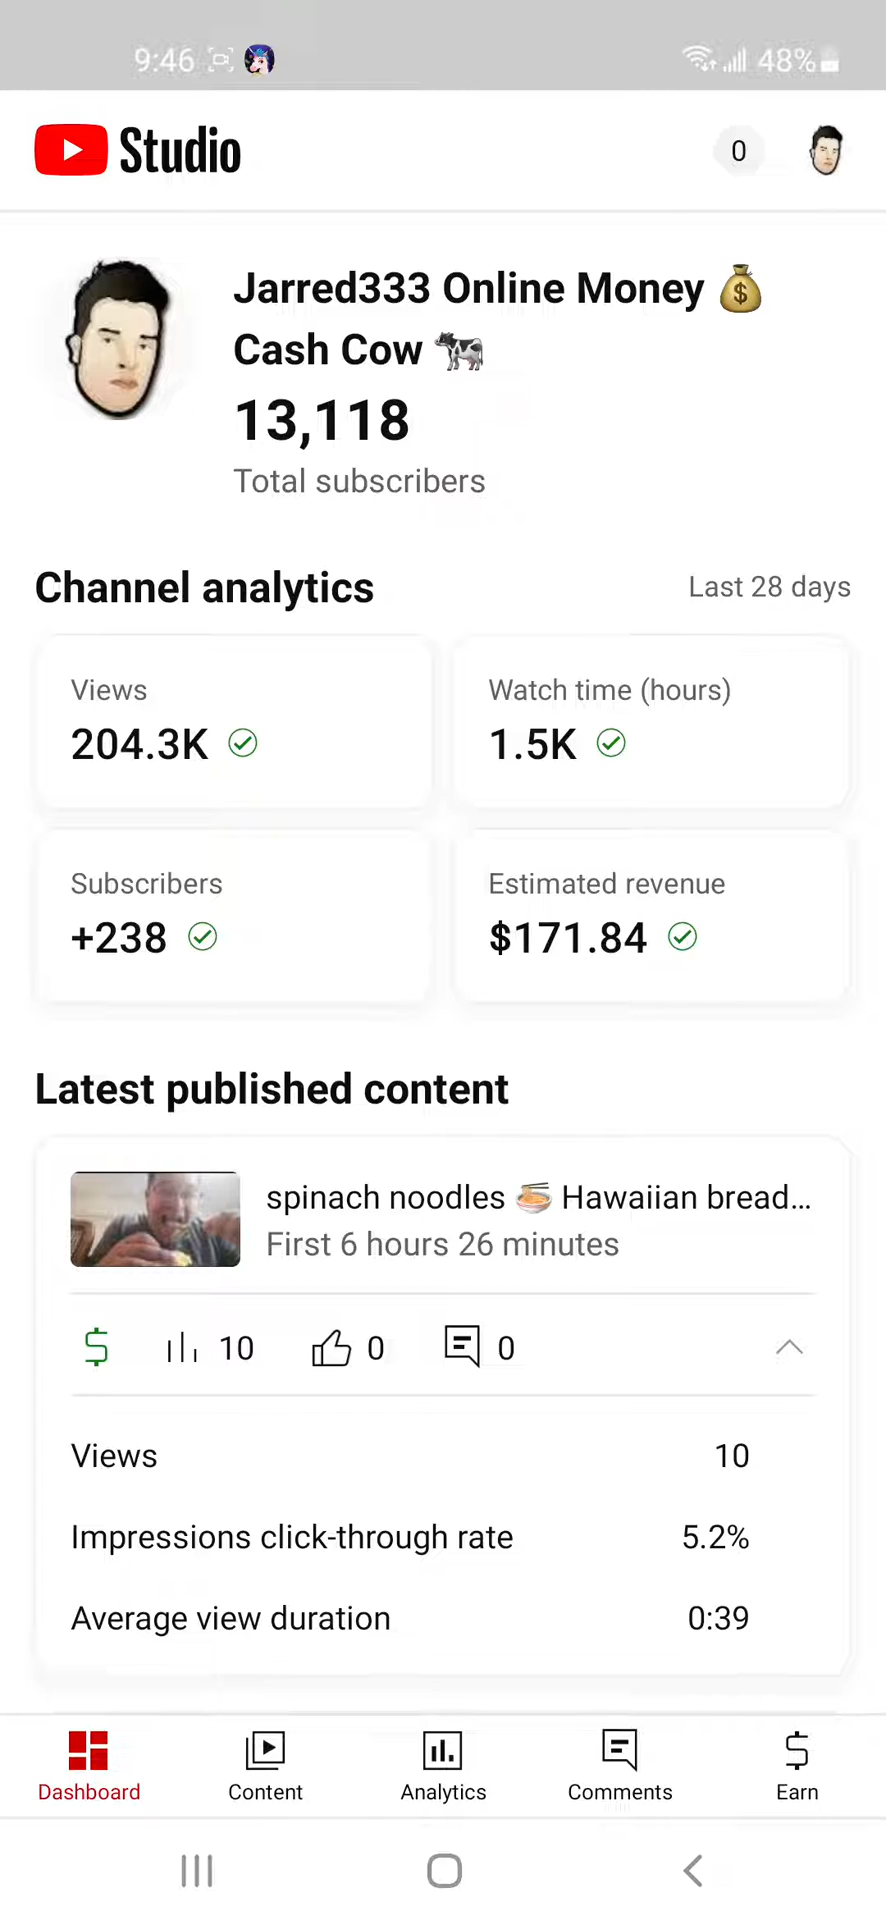 9:46 48%
Studio 0
Jarred333 Online Money 💰
Cash Cow 🐄
13,118
Total subscribers
Channel analytics Last 28 days
Views Watch time (hours)
204.3K 1.5K
Subscribers Estimated revenue
+238 $171.84
Latest published content
spinach noodles 🍜 Hawaiian bread...
First 6 hours 26 minutes
$ 10 0 0
Views 10
Impressions click-through rate 5.2%
Average view duration 0:39
Dashboard Content Analytics Comments Earn